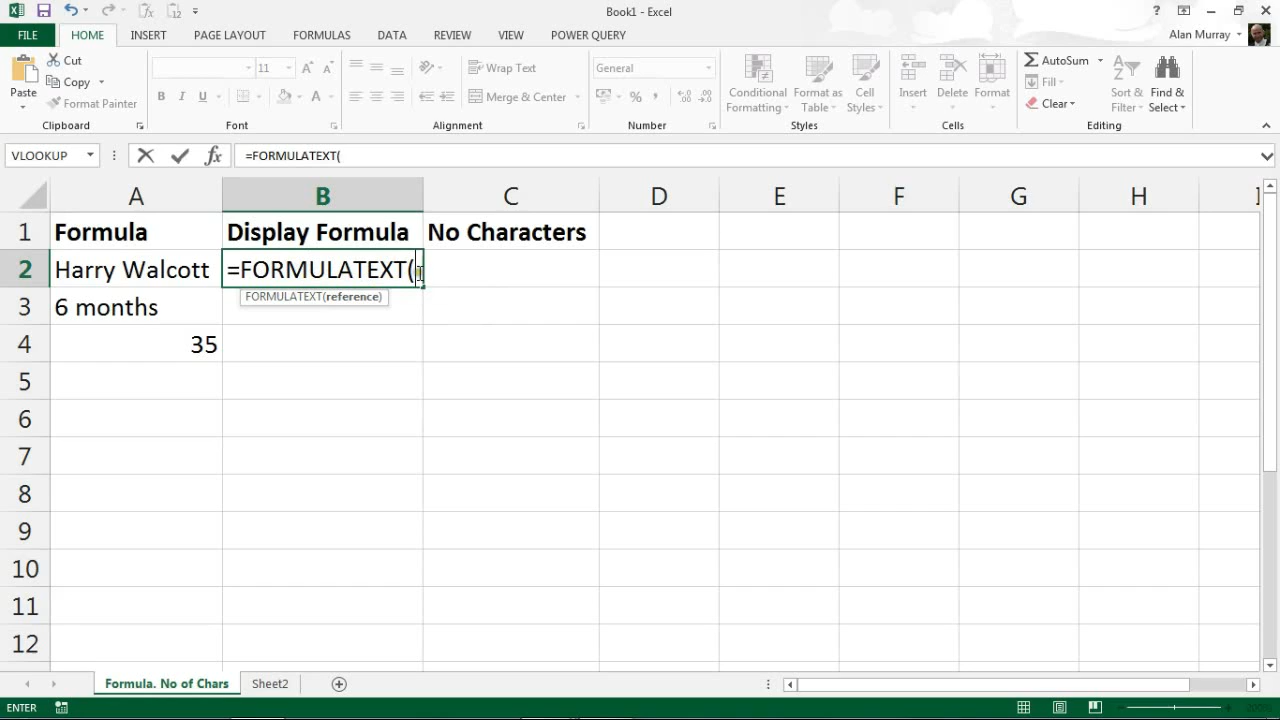 Book1 - Excel
?
FILE HOME INSERT PAGE LAYOUT FORMULAS DATA REVIEW VIEW POWER QUERY Alan Murray
Paste
Cut
Copy
Format Painter
Clipboard
11
A A
B I U A
Font
Wrap Text
Merge & Center
Alignment
General
%
Number
Conditional Formatting
Format as Table
Cell Styles
Styles
Insert
Delete
Format
Cells
AutoSum
Fill
Clear
Sort & Filter
Find & Select
Editing
VLOOKUP fx =FORMULATEXT(
A B C D E F G H I
1 Formula Display Formula No Characters
2 Harry Walcott =FORMULATEXT(
FORMULATEXT(reference)
3 6 months
4 35
5
6
7
8
9
10
11
12
Formula. No of Chars Sheet2
ENTER